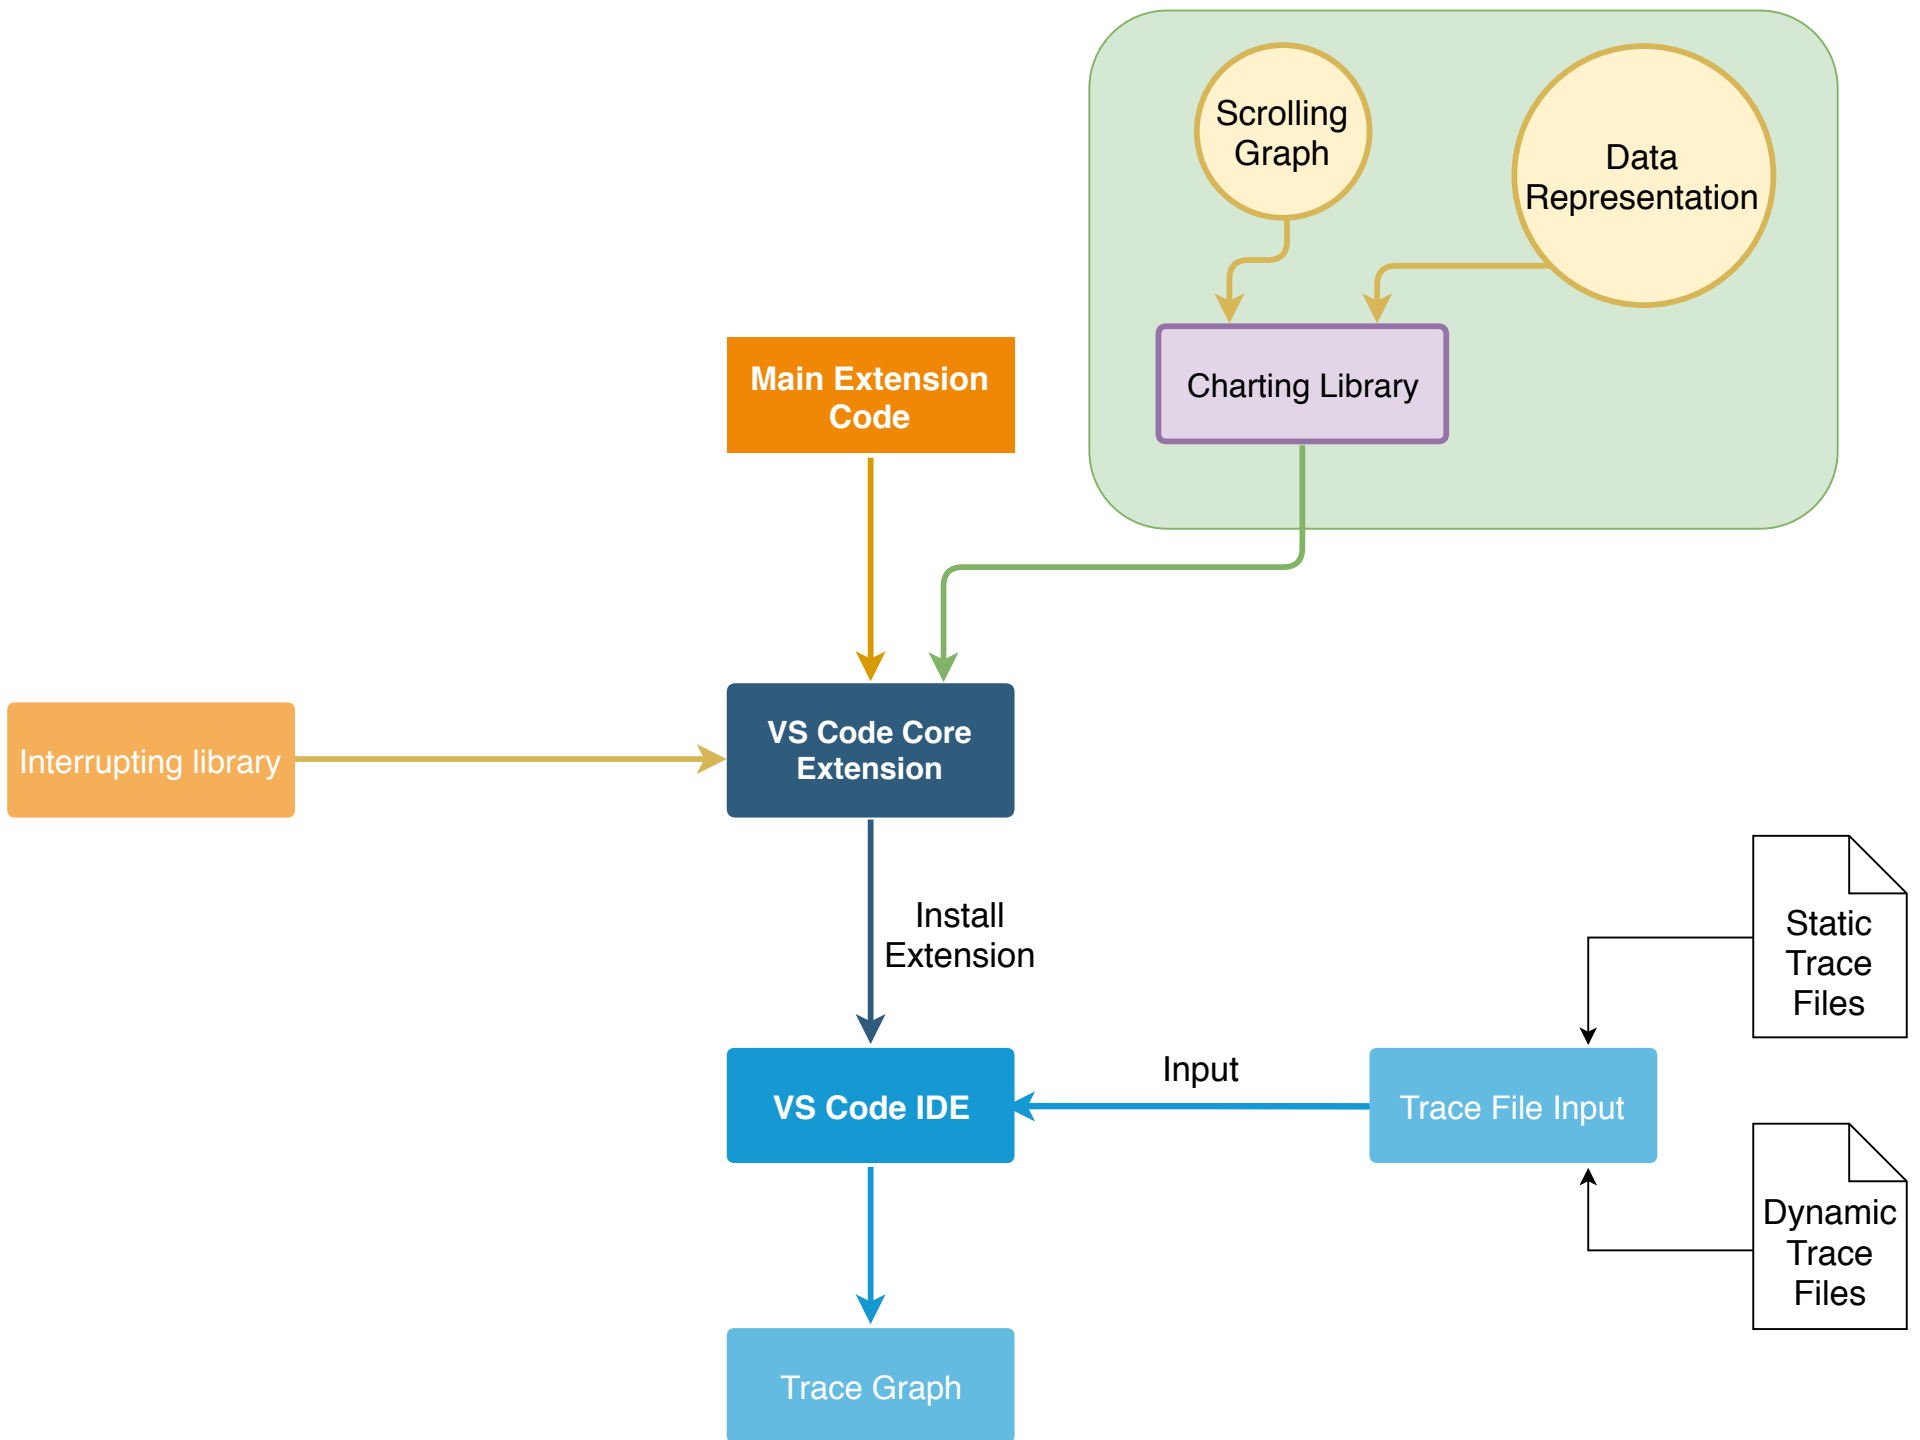 Scrolling
Graph
Data
Representation
Main Extension
Code
Charting Library
Interrupting library
VS Code Core
Extension
Install
Extension
Static
Trace
Files
Input
VS Code IDE
Trace File Input
Dynamic
Trace
Files
Trace Graph